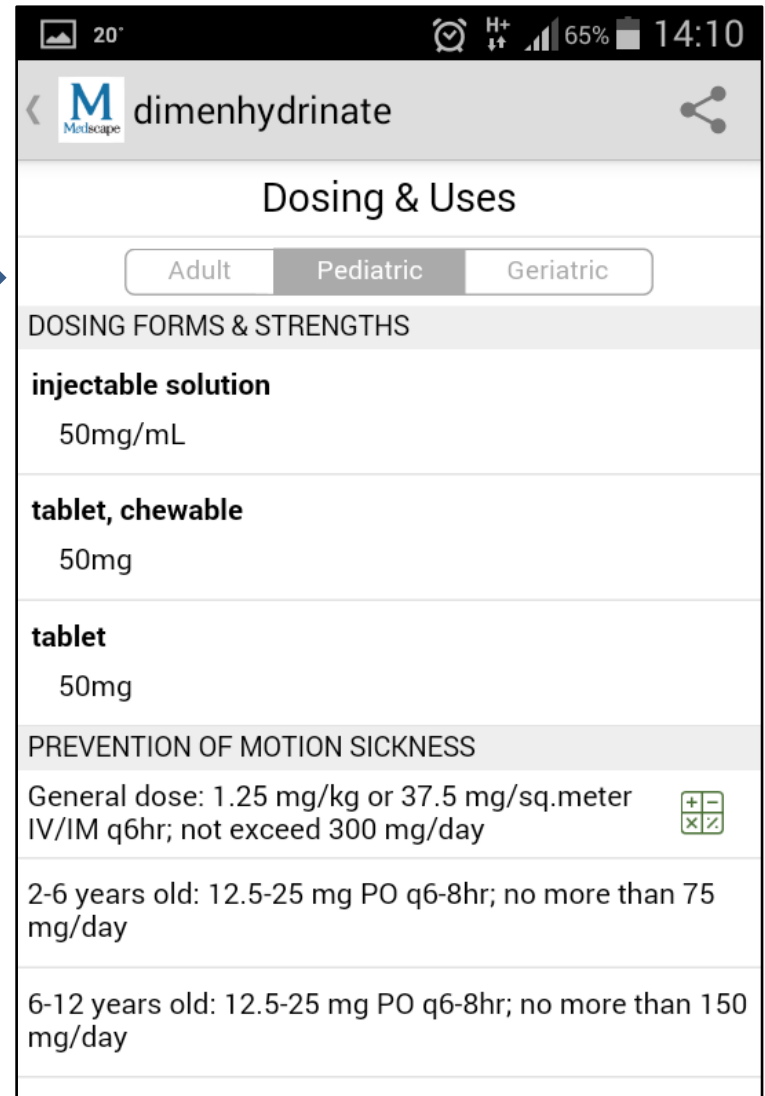 20°
H+
65%
14:10
M
Medscape
dimenhydrinate
Dosing & Uses
Adult
Pediatric
Geriatric
DOSING FORMS & STRENGTHS
injectable solution
50mg/mL
tablet, chewable
50mg
tablet
50mg
PREVENTION OF MOTION SICKNESS
General dose: 1.25 mg/kg or 37.5 mg/sq.meter
IV/IM q6hr; not exceed 300 mg/day
2-6 years old: 12.5-25 mg PO q6-8hr; no more than 75
mg/day
6-12 years old: 12.5-25 mg PO q6-8hr; no more than 150
mg/day